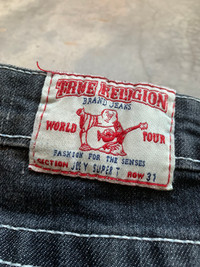 TRUE RELIGION
BRAND JEANS
WORLD TOUR
FASHION FOR THE SENSES
SECTION JOEY SUPER T ROW 31